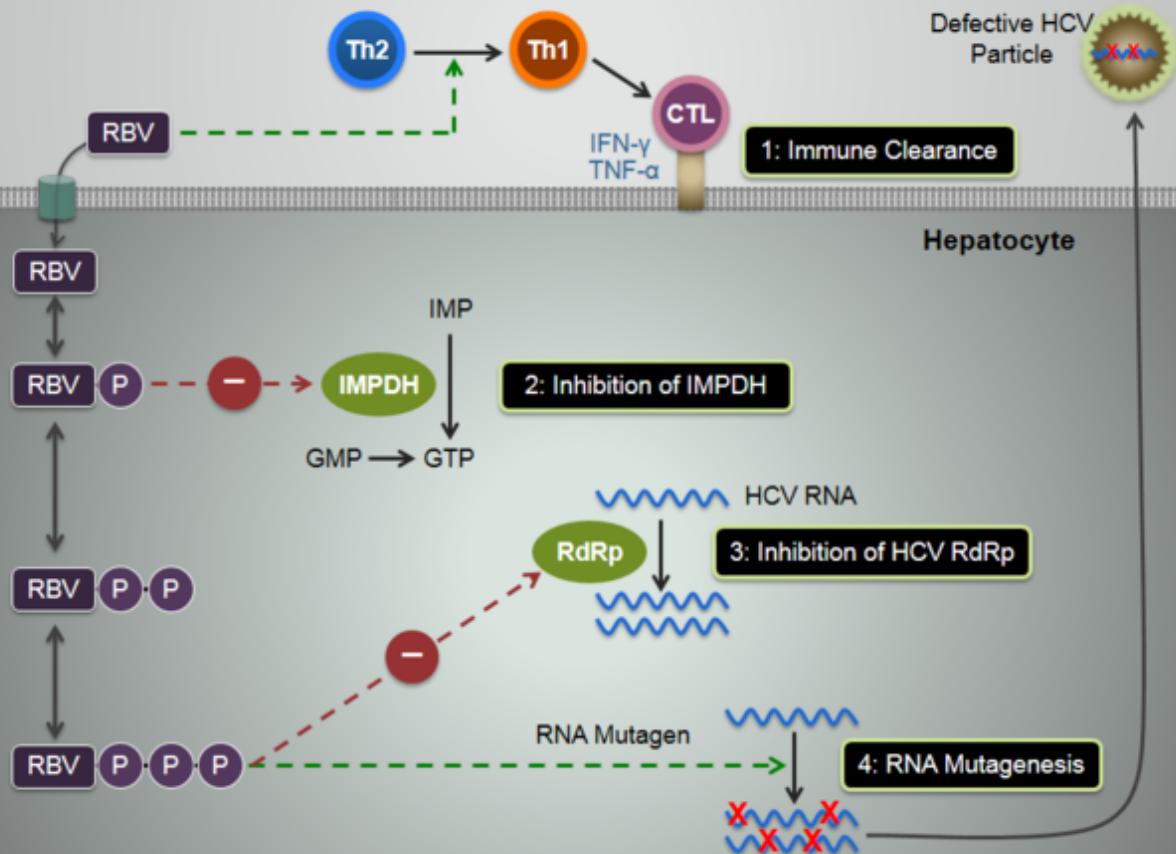 Defective HCV
Particle
Th2
Th1
CTL
RBV
IFN-γ
TNF-α
1: Immune Clearance
Hepatocyte
RBV
IMP
RBV
P
−
IMPDH
2: Inhibition of IMPDH
GMP
GTP
HCV RNA
RdRp
3: Inhibition of HCV RdRp
RBV
P
P
−
RNA Mutagen
RBV
P
P
P
4: RNA Mutagenesis
X X
X X
X X